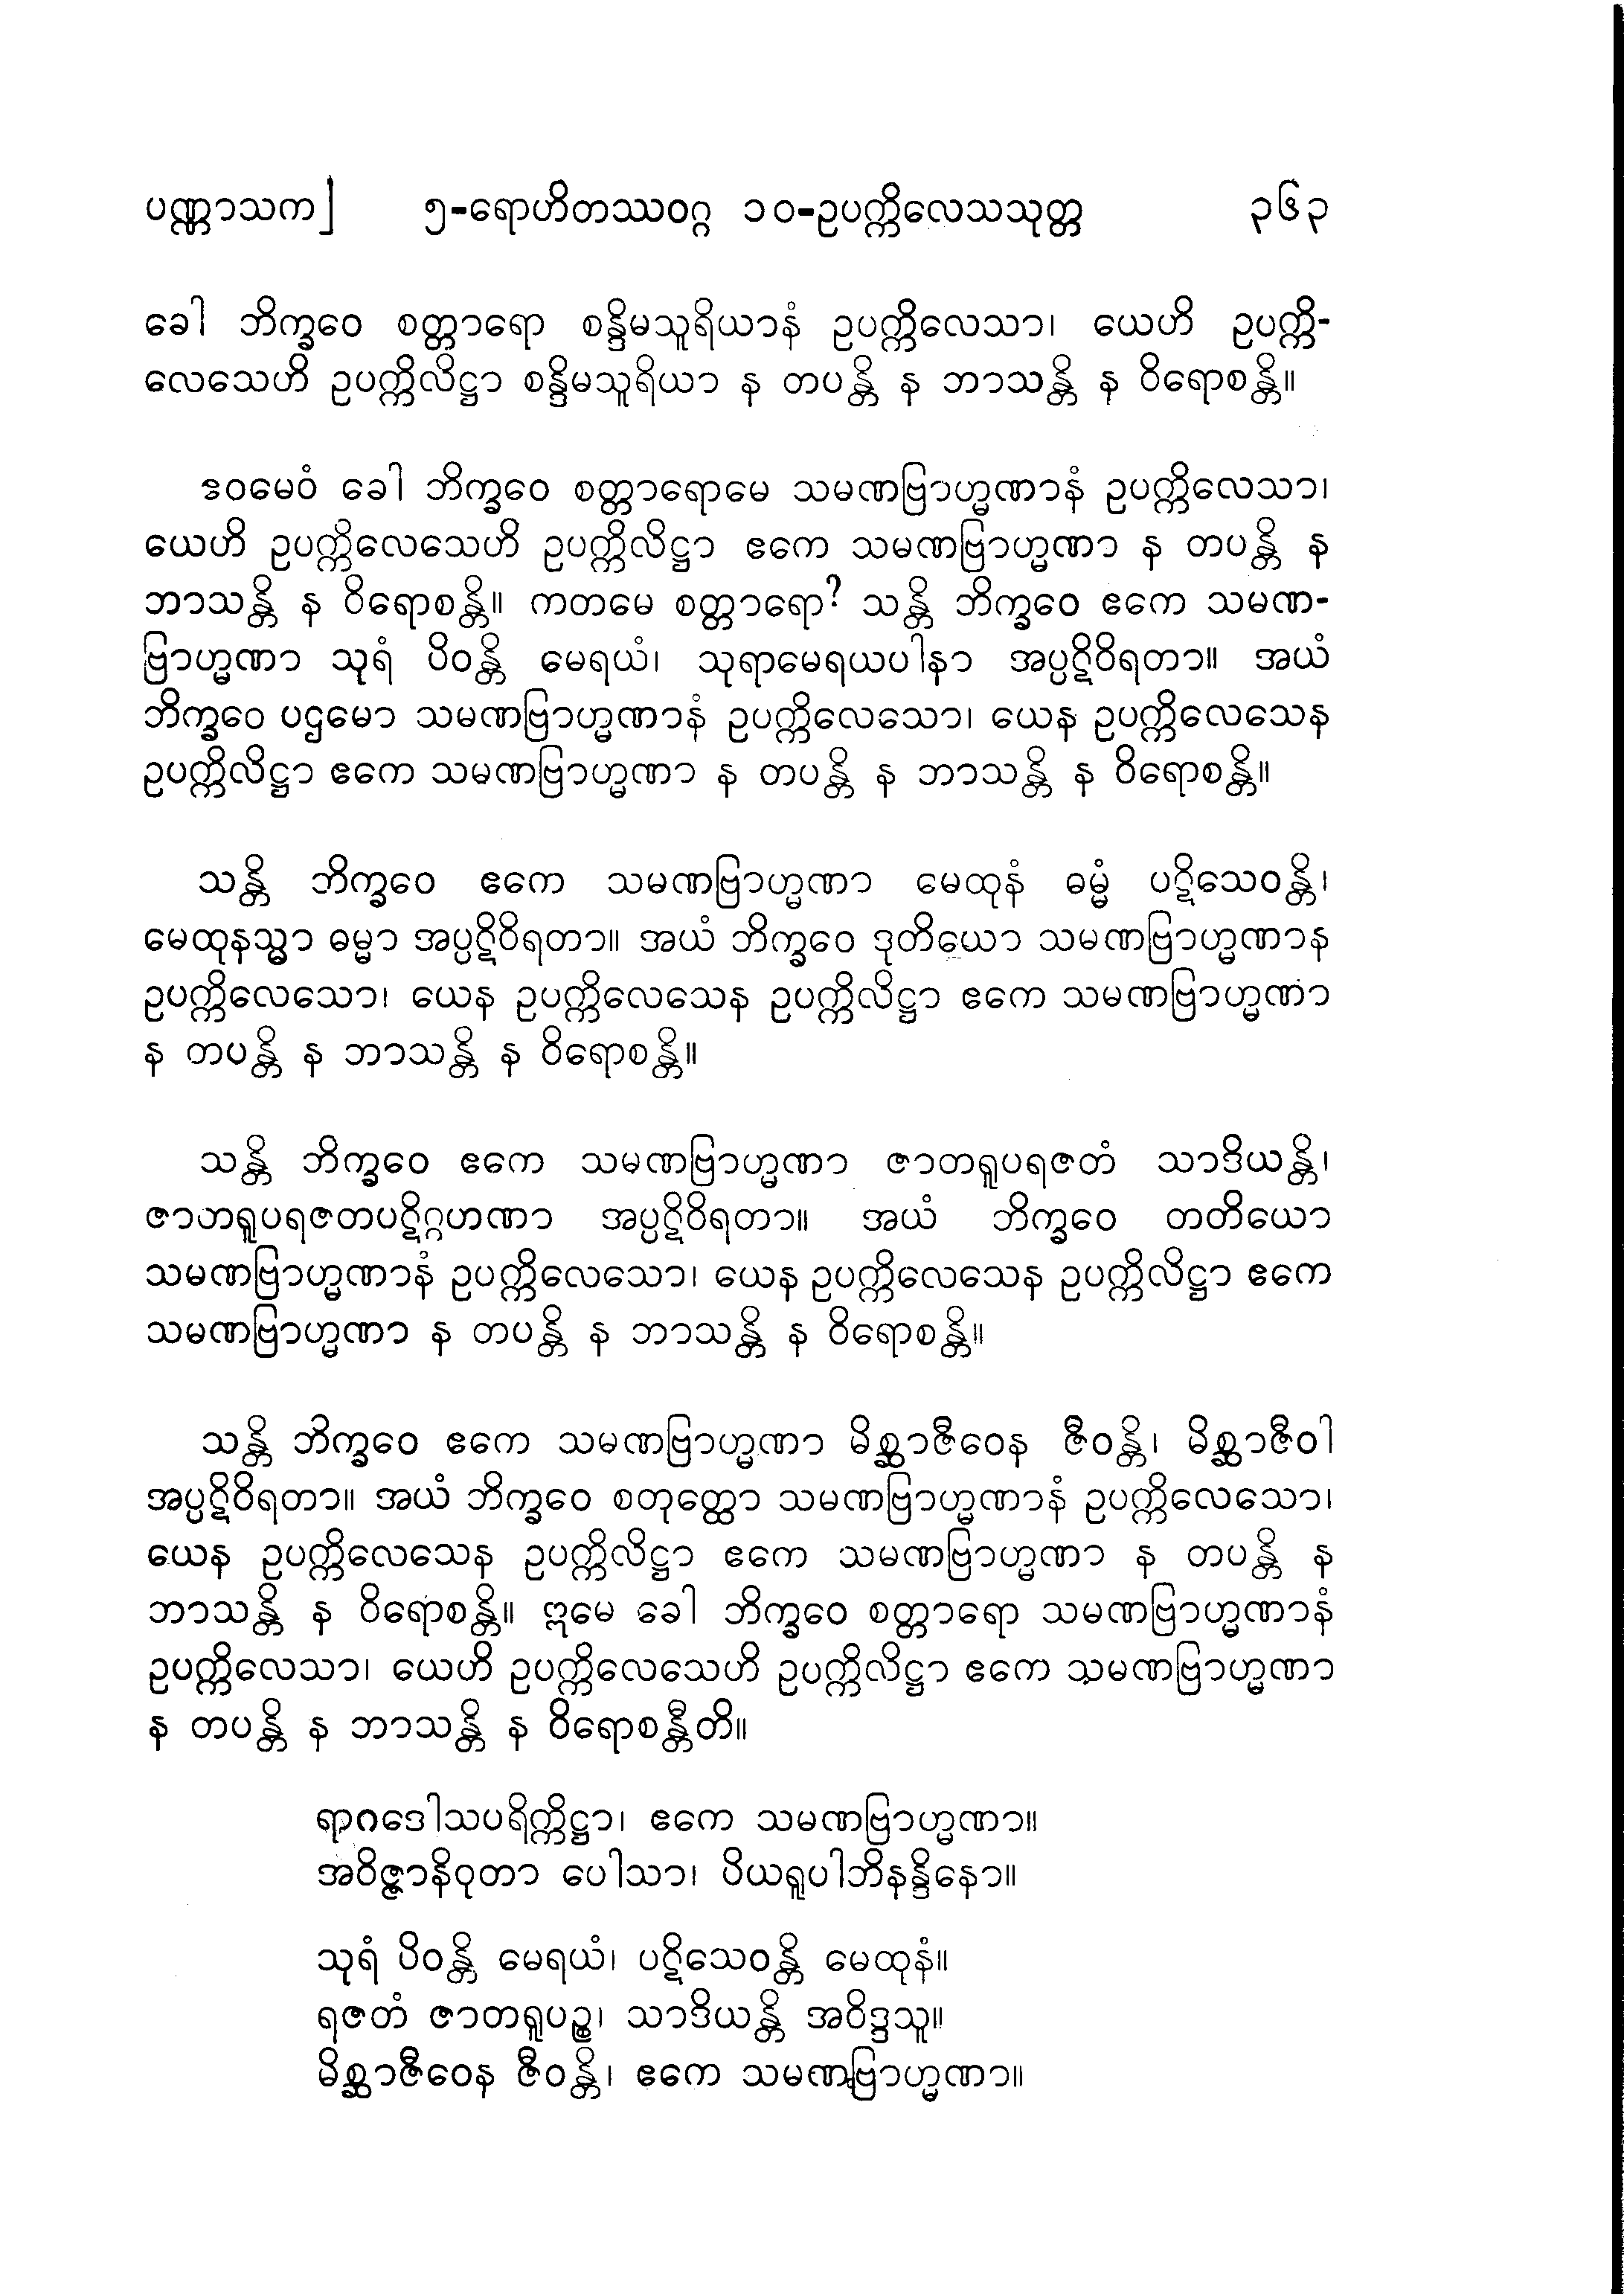 ပဏ္ဏာသက] ၅-ရောဟိတဿဝဂ္ဂ ၁၀-ဥပက္ကိလေသသုတ္တ ၃၆၃
ခေါ ဘိက္ခဝေ စတ္တာရော စန္ဒိမသူရိယာနံ ဥပက္ကိလေသာ၊ ယေဟိ ဥပက္ကိ-
လေသေဟိ ဥပက္ကိလိဋ္ဌာ စန္ဒိမသူရိယာ န တပန္တိ န ဘာသန္တိ န ဝိရောစန္တိ။
ဧဝမေဝံ ခေါ ဘိက္ခဝေ စတ္တာရောမေ သမဏဗြာဟ္မဏာနံ ဥပက္ကိလေသာ၊
ယေဟိ ဥပက္ကိလေသေဟိ ဥပက္ကိလိဋ္ဌာ ဧကေ သမဏဗြာဟ္မဏာ န တပန္တိ န
ဘာသန္တိ န ဝိရောစန္တိ။ ကတမေ စတ္တာရော? သန္တိ ဘိက္ခဝေ ဧကေ သမဏ-
ဗြာဟ္မဏာ သုရံ ပိဝန္တိ မေရယံ၊ သုရာမေရယပါနာ အပ္ပဋိဝိရတာ။ အယံ
ဘိက္ခဝေ ပဌမော သမဏဗြာဟ္မဏာနံ ဥပက္ကိလေသော၊ ယေန ဥပက္ကိလေသေန
ဥပက္ကိလိဋ္ဌာ ဧကေ သမဏဗြာဟ္မဏာ န တပန္တိ န ဘာသန္တိ န ဝိရောစန္တိ။
သန္တိ ဘိက္ခဝေ ဧကေ သမဏဗြာဟ္မဏာ မေထုနံ ဓမ္မံ ပဋိသေဝန္တိ၊
မေထုနသ္မာ ဓမ္မာ အပ္ပဋိဝိရတာ။ အယံ ဘိက္ခဝေ ဒုတိယော သမဏဗြာဟ္မဏာန
ဥပက္ကိလေသော၊ ယေန ဥပက္ကိလေသေန ဥပက္ကိလိဋ္ဌာ ဧကေ သမဏဗြာဟ္မဏာ
န တပန္တိ န ဘာသန္တိ န ဝိရောစန္တိ။
သန္တိ ဘိက္ခဝေ ဧကေ သမဏဗြာဟ္မဏာ ဇာတရူပရဇတံ သာဒိယန္တိ၊
ဇာတရူပရဇတပဋိဂ္ဂဟဏာ အပ္ပဋိဝိရတာ။ အယံ ဘိက္ခဝေ တတိယော
သမဏဗြာဟ္မဏာနံ ဥပက္ကိလေသော၊ ယေန ဥပက္ကိလေသေန ဥပက္ကိလိဋ္ဌာ ဧကေ
သမဏဗြာဟ္မဏာ န တပန္တိ န ဘာသန္တိ န ဝိရောစန္တိ။
သန္တိ ဘိက္ခဝေ ဧကေ သမဏဗြာဟ္မဏာ မိစ္ဆာဇီဝေန ဇီဝန္တိ၊ မိစ္ဆာဇီဝါ
အပ္ပဋိဝိရတာ။ အယံ ဘိက္ခဝေ စတုတ္ထော သမဏဗြာဟ္မဏာနံ ဥပက္ကိလေသော၊
ယေန ဥပက္ကိလေသေန ဥပက္ကိလိဋ္ဌာ ဧကေ သမဏဗြာဟ္မဏာ န တပန္တိ န
ဘာသန္တိ န ဝိရောစန္တိ။ ဣမေ ခေါ ဘိက္ခဝေ စတ္တာရော သမဏဗြာဟ္မဏာနံ
ဥပက္ကိလေသာ၊ ယေဟိ ဥပက္ကိလေသေဟိ ဥပက္ကိလိဋ္ဌာ ဧကေ သမဏဗြာဟ္မဏာ
န တပန္တိ န ဘာသန္တိ န ဝိရောစန္တီတိ။
ရာဂဒေါသပရိက္ကိဋ္ဌာ၊ ဧကေ သမဏဗြာဟ္မဏာ။
အဝိဇ္ဇာနိဝုတာ ပေါသာ၊ ပိယရူပါဘိနန္ဒိနော။
သုရံ ပိဝန္တိ မေရယံ၊ ပဋိသေဝန္တိ မေထုနံ။
ရဇတံ ဇာတရူပဉ္စ၊ သာဒိယန္တိ အဝိဒ္ဒသူ။
မိစ္ဆာဇီဝေန ဇီဝန္တိ၊ ဧကေ သမဏဗြာဟ္မဏာ။